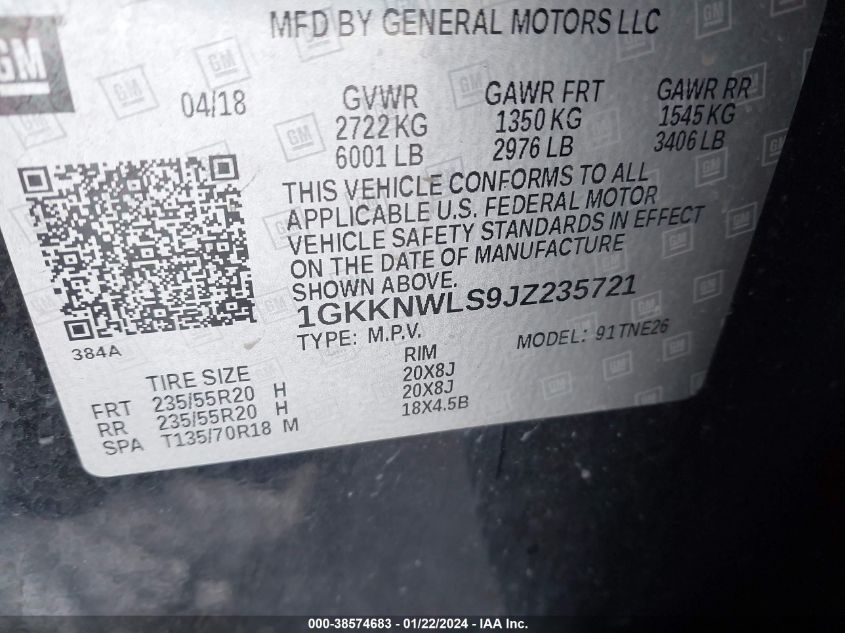 MFD BY GENERAL MOTORS LLC
GM
04/18
GVWR GAWR FRT GAWR RR
2722 KG 1350 KG 1545 KG
6001 LB 2976 LB 3406 LB
THIS VEHICLE CONFORMS TO ALL
APPLICABLE U.S. FEDERAL MOTOR
VEHICLE SAFETY STANDARDS IN EFFECT
ON THE DATE OF MANUFACTURE
SHOWN ABOVE.
1GKKNWLS9JZ235721
384A
TYPE: M.P.V. MODEL: 91TNE26
TIRE SIZE RIM
FRT 235/55R20 H 20X8J
RR 235/55R20 H 20X8J
SPA T135/70R18 M 18X4.5B
000-38574683 - 01/22/2024 - IAA Inc.